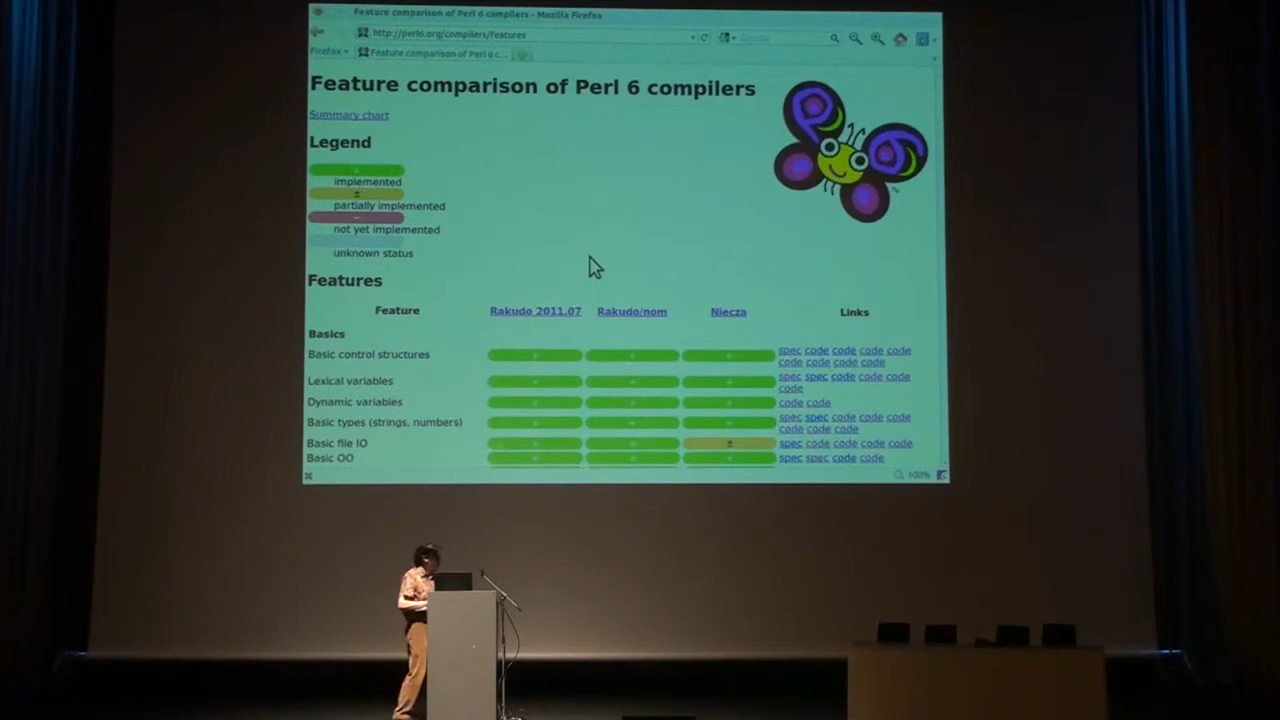 Feature comparison of Perl 6 compilers - Mozilla Firefox
http://perl6.org/compilers/features
Google
Firefox
Feature comparison of Perl 6 c...
Feature comparison of Perl 6 compilers
Summary chart
Legend
+
implemented
±
partially implemented
−
not yet implemented
unknown status
Features
Feature Rakudo 2011.07 Rakudo/nom Niecza Links
Basics
Basic control structures + + + spec code code code code
code code code code
Lexical variables + + + spec spec code code code
code
Dynamic variables + + + code code
Basic types (strings, numbers) + + + spec spec code code code
code code code
Basic file IO + + ± spec code code code code
Basic OO + + + spec spec code code
100%